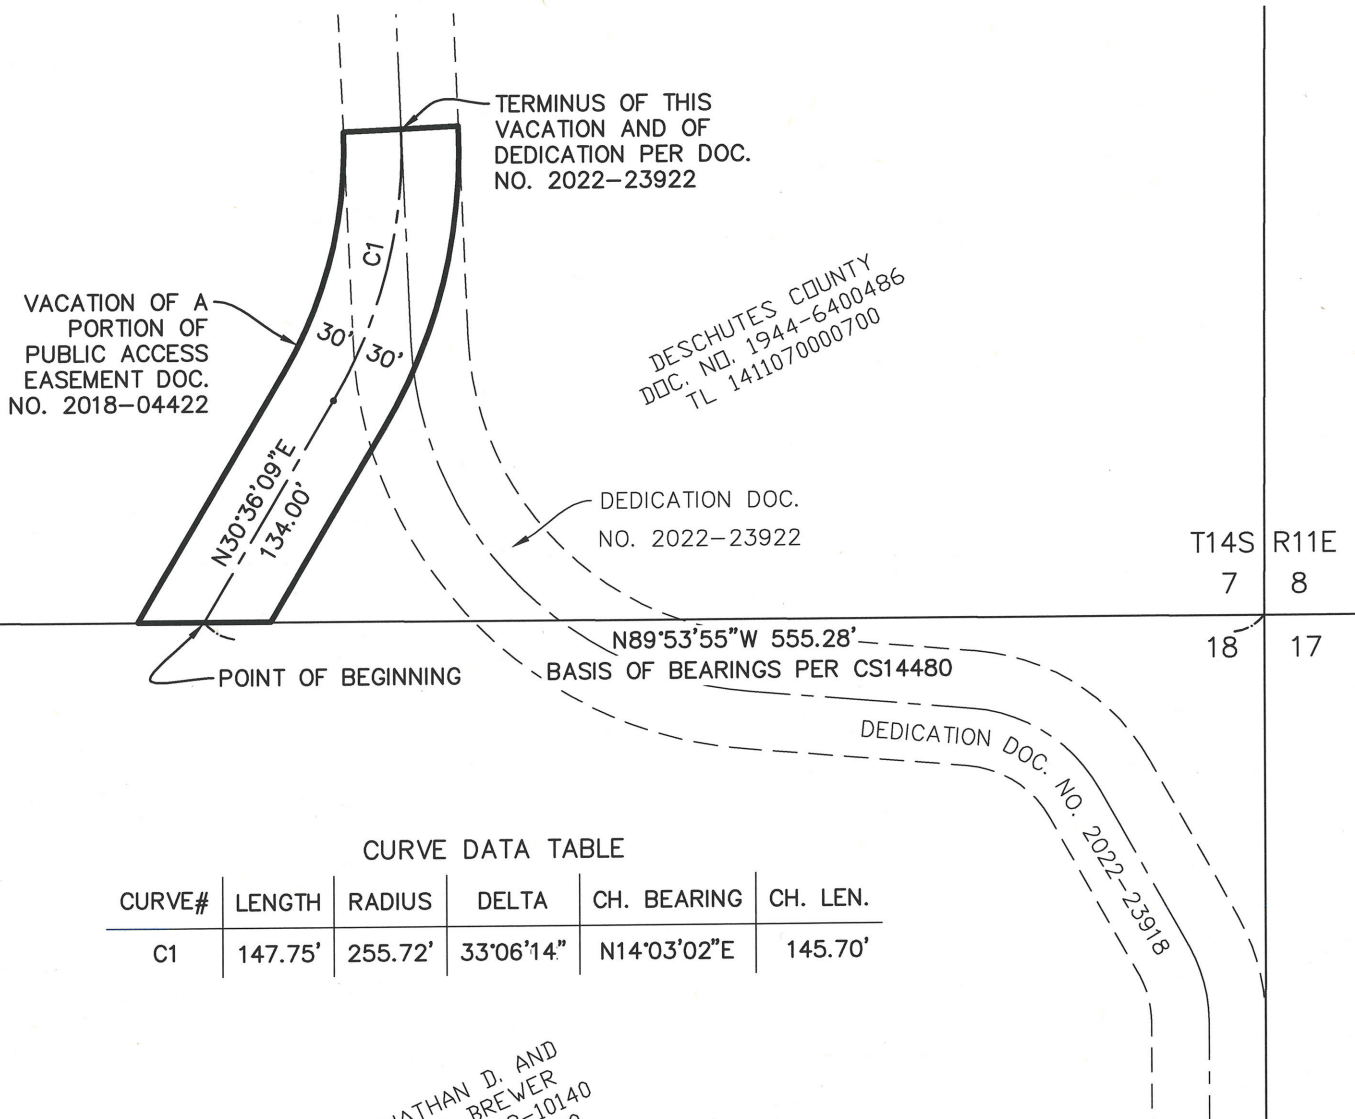 TERMINUS OF THIS
VACATION AND OF
DEDICATION PER DOC.
NO. 2022-23922
C1
VACATION OF A
PORTION OF
PUBLIC ACCESS
EASEMENT DOC.
NO. 2018-04422
30'
30'
DESCHUTES COUNTY
DOC. NO. 1944-6400486
TL 1411070000700
N30°36'09"E
134.00'
DEDICATION DOC.
NO. 2022-23922
T14S R11E
7 8
18 17
N89°53'55"W 555.28'
BASIS OF BEARINGS PER CS14480
POINT OF BEGINNING
DEDICATION DOC. NO. 2022-23918
CURVE DATA TABLE
CURVE# LENGTH RADIUS DELTA CH. BEARING CH. LEN.
C1 147.75' 255.72' 33°06'14" N14°03'02"E 145.70'
D. AND
BREWER
-10140